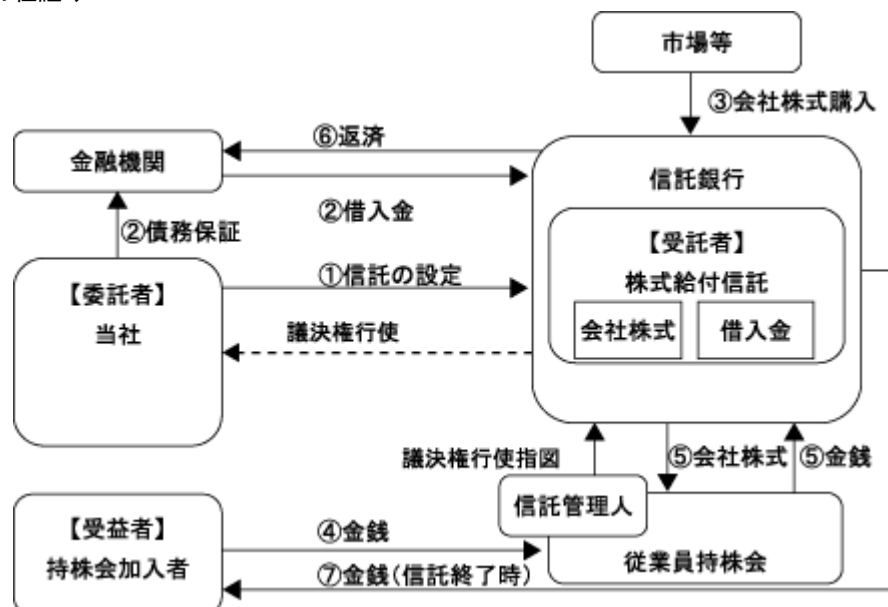 市場等
③会社株式購入
⑥返済
金融機関
②借入金
②債務保証
信託銀行
【受託者】
株式給付信託
会社株式
借入金
①信託の設定
【委託者】
当社
議決権行使
議決権行使指図
⑤会社株式
⑤金銭
信託管理人
従業員持株会
【受益者】
持株会加入者
④金銭
⑦金銭(信託終了時)